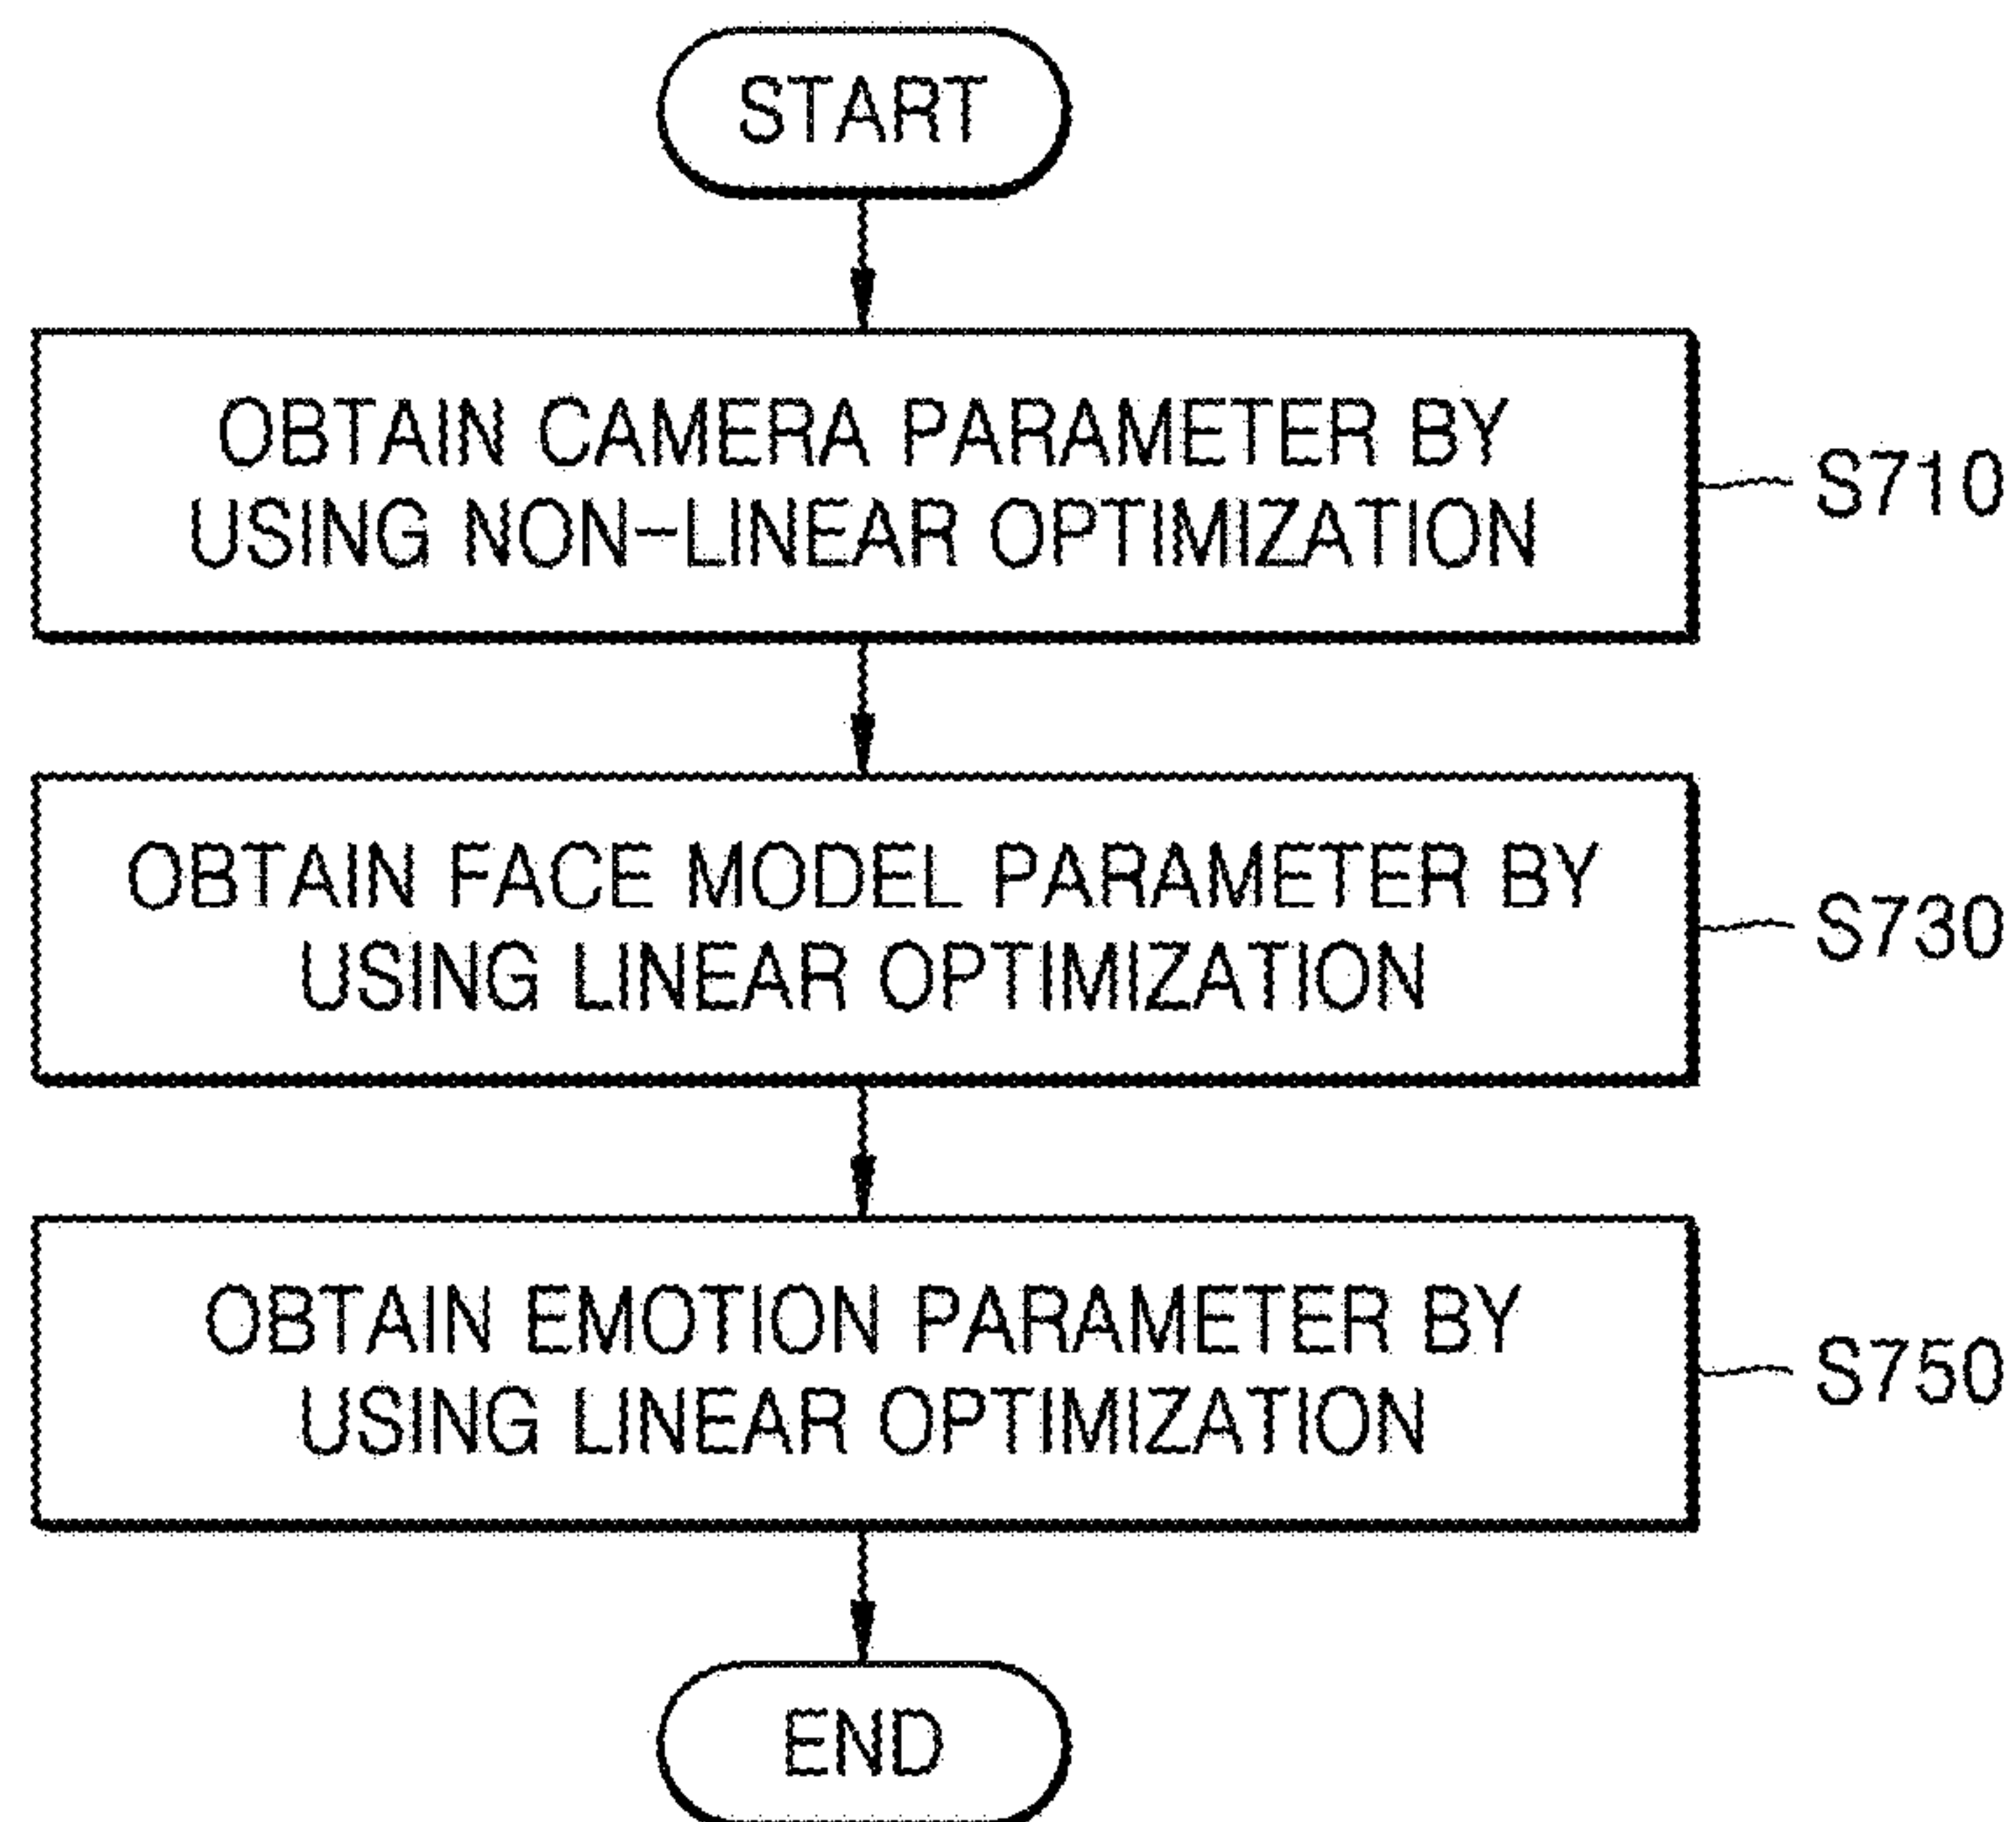 START
OBTAIN CAMERA PARAMETER BY
USING NON-LINEAR OPTIMIZATION
S710
OBTAIN FACE MODEL PARAMETER BY
USING LINEAR OPTIMIZATION
S730
OBTAIN EMOTION PARAMETER BY
USING LINEAR OPTIMIZATION
S750
END